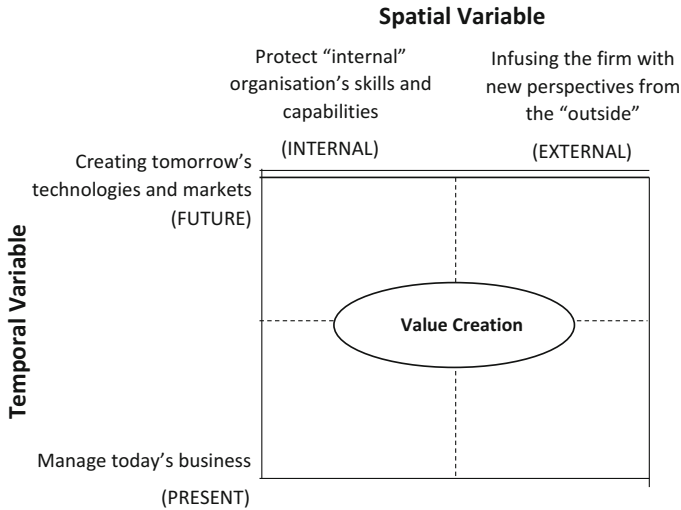 Spatial Variable
Protect “internal”
organisation’s skills and
capabilities
(INTERNAL)
Infusing the firm with
new perspectives from
the “outside”
(EXTERNAL)
Temporal Variable
Creating tomorrow’s
technologies and markets
(FUTURE)
Value Creation
Manage today’s business
(PRESENT)